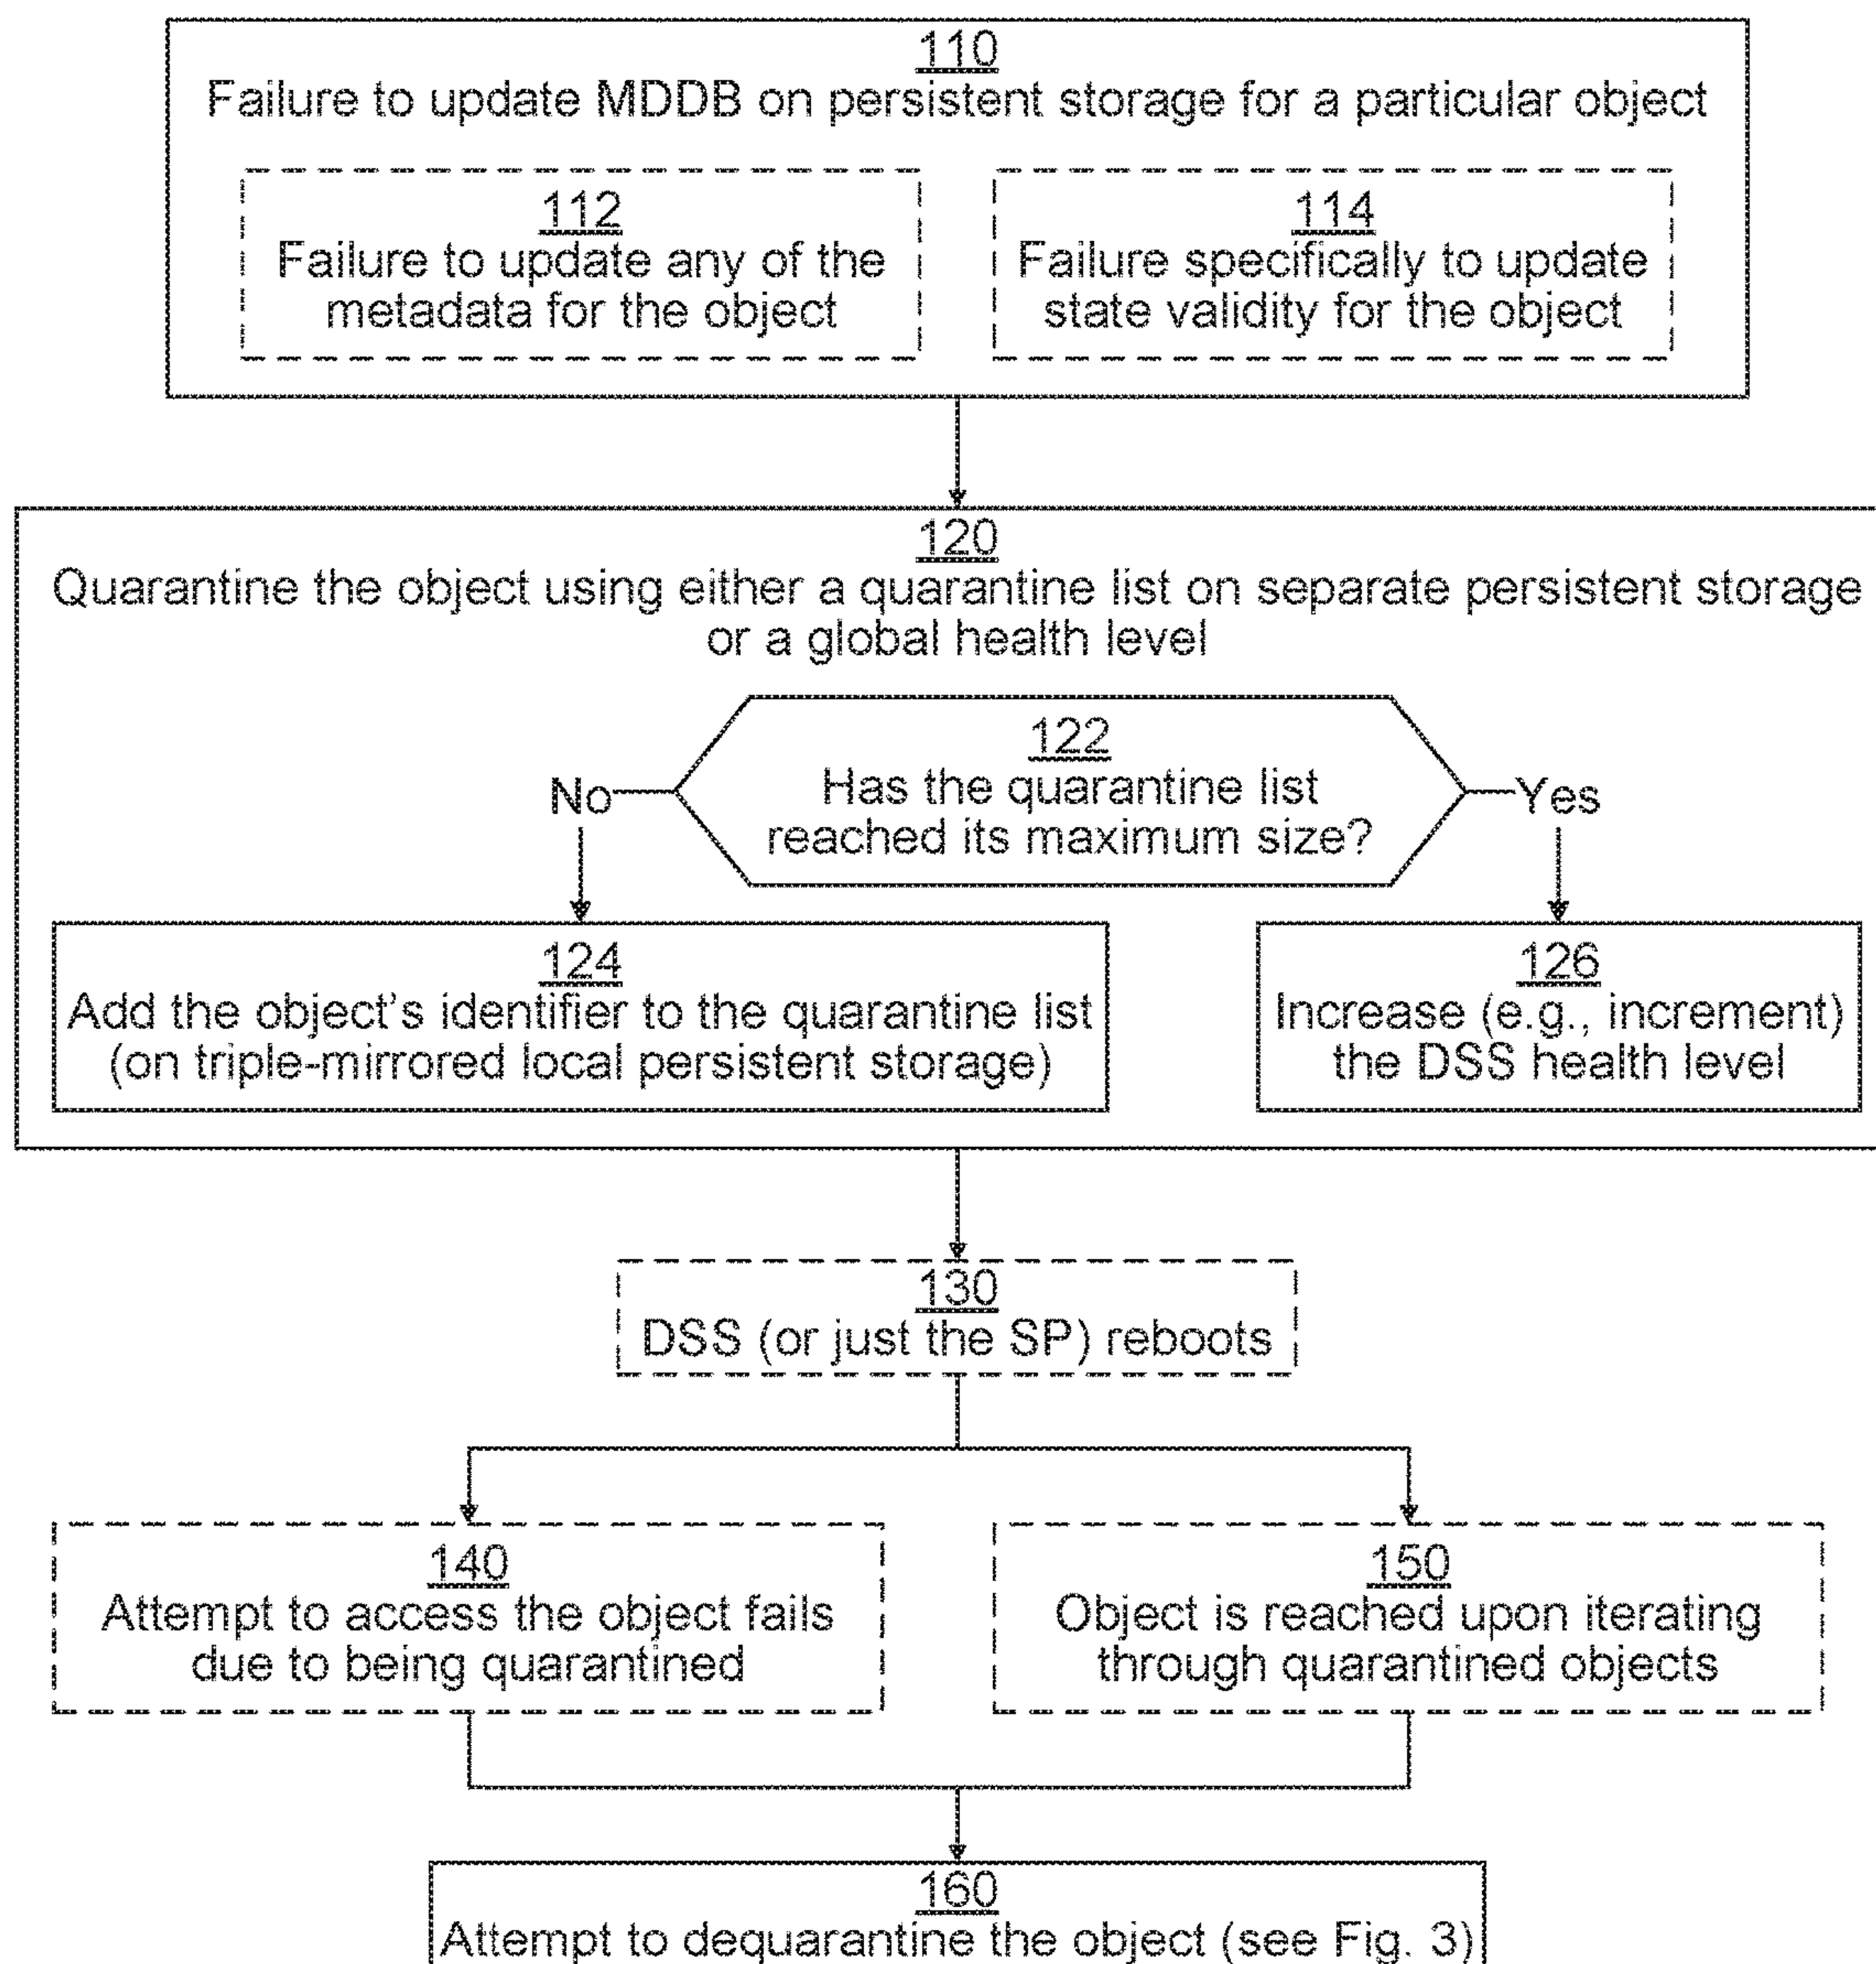 110
Failure to update MDDB on persistent storage for a particular object
112
Failure to update any of the
metadata for the object
114
Failure specifically to update
state validity for the object
120
Quarantine the object using either a quarantine list on separate persistent storage
or a global health level
122
Has the quarantine list
reached its maximum size?
No
Yes
124
Add the object's identifier to the quarantine list
(on triple-mirrored local persistent storage)
126
Increase (e.g., increment)
the DSS health level
130
DSS (or just the SP) reboots
140
Attempt to access the object fails
due to being quarantined
150
Object is reached upon iterating
through quarantined objects
160
Attempt to dequarantine the object (see Fig. 3)